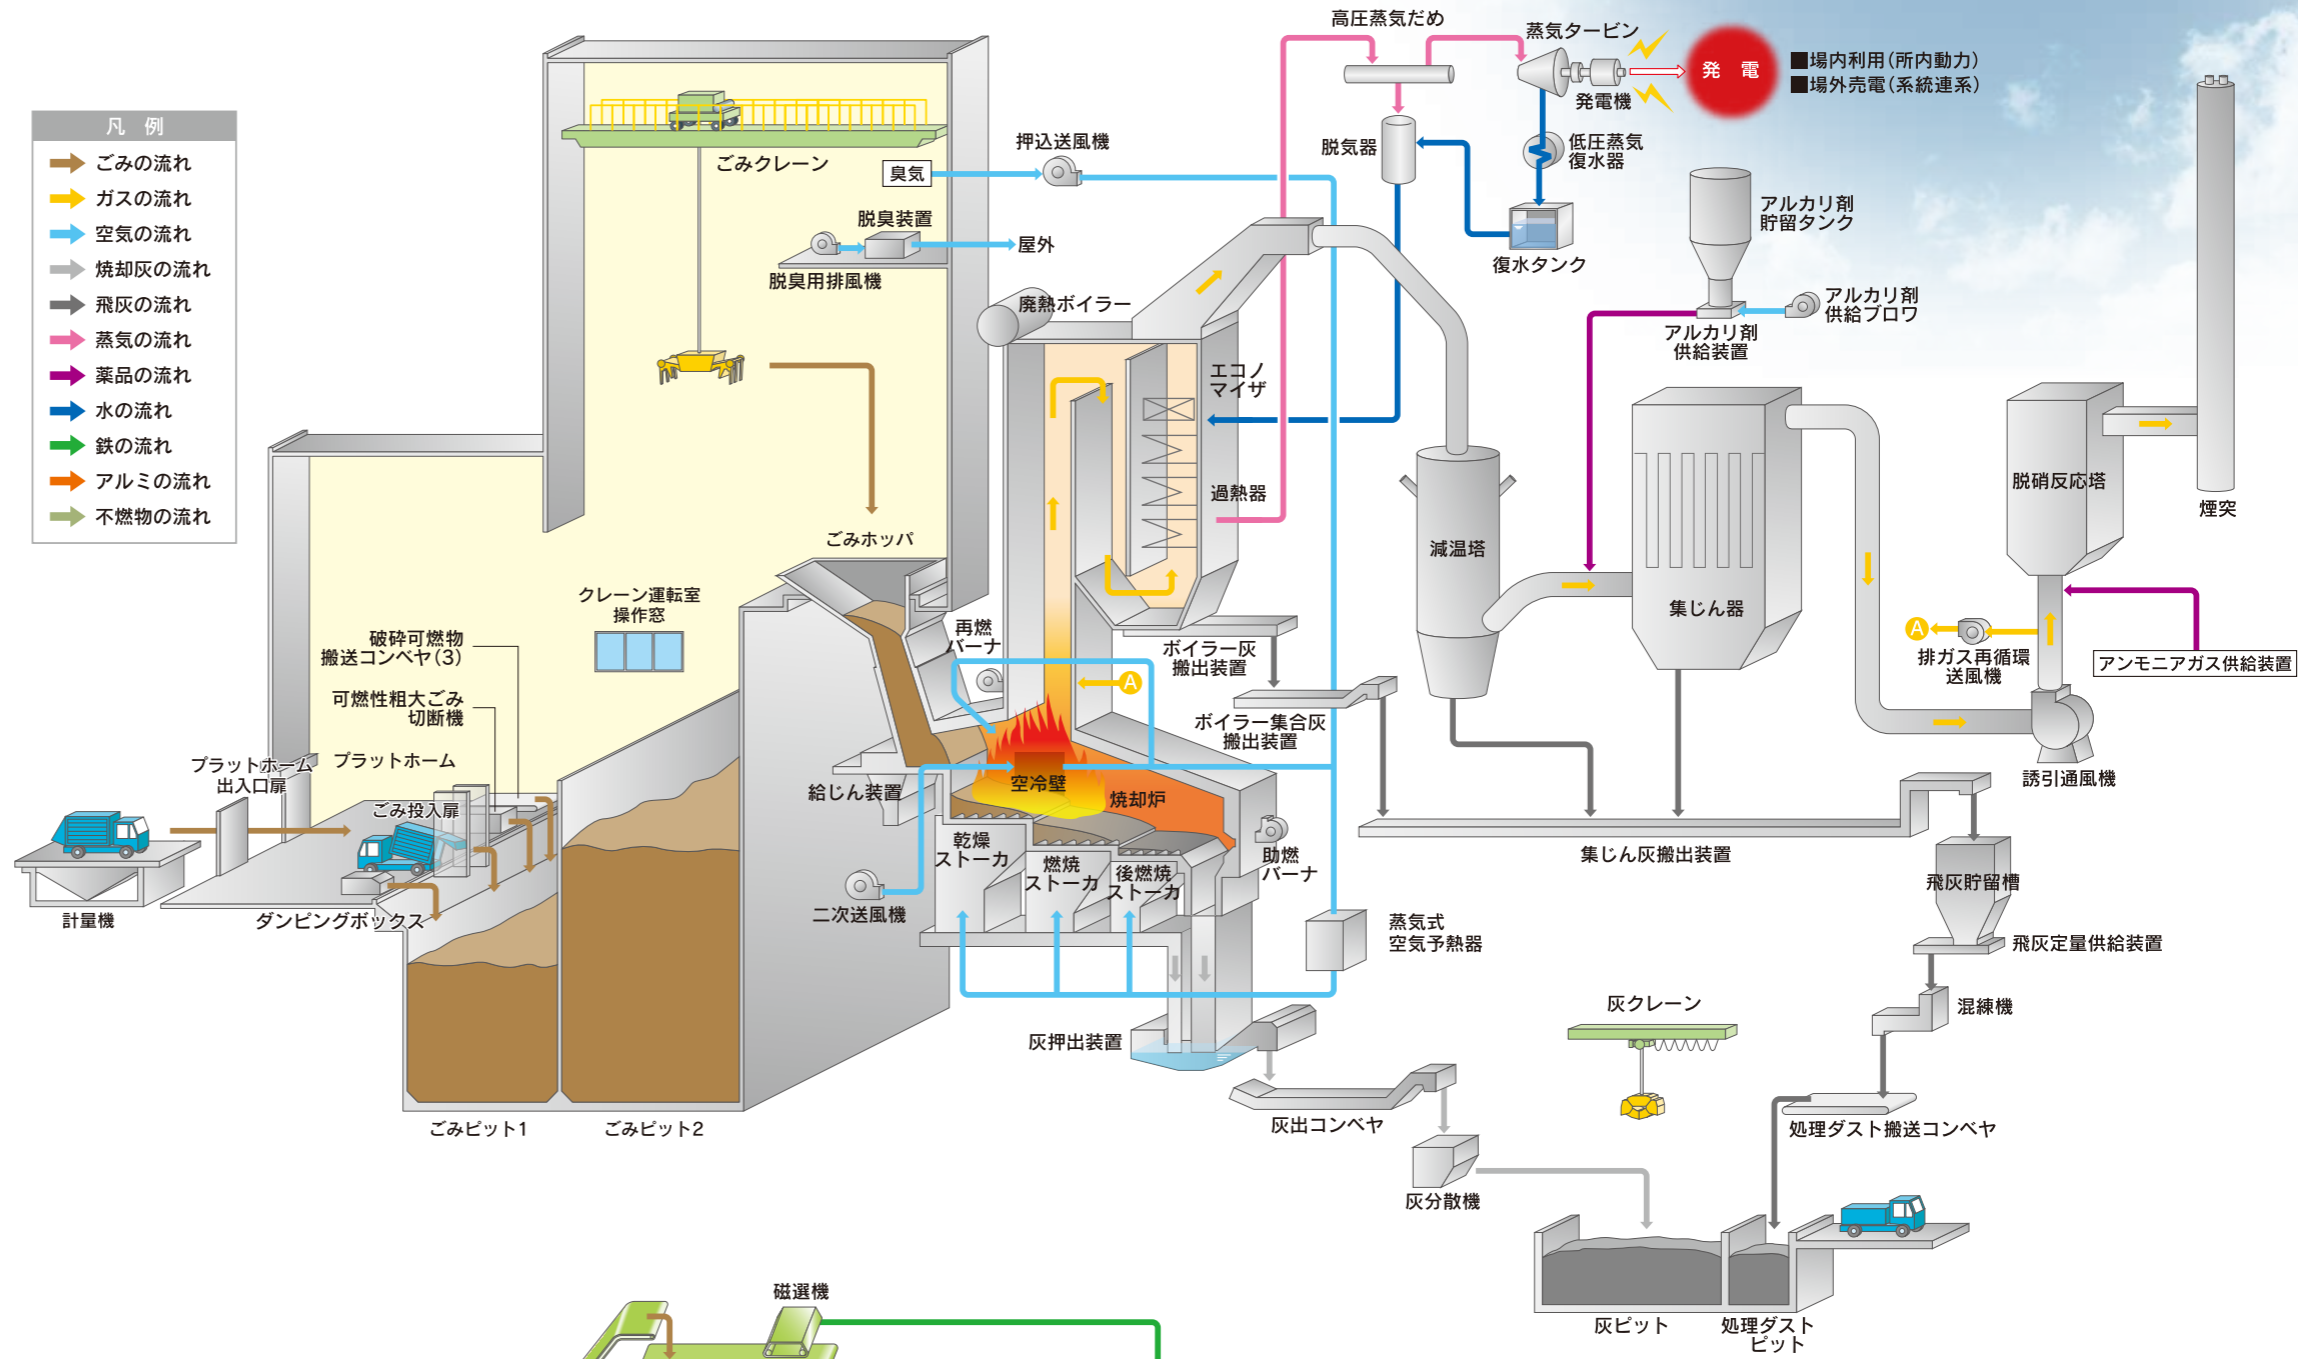 凡 例
ごみの流れ
ガスの流れ
空気の流れ
焼却灰の流れ
飛灰の流れ
蒸気の流れ
薬品の流れ
水の流れ
鉄の流れ
アルミの流れ
不燃物の流れ
ごみクレーン
臭気
押込送風機
脱臭装置
屋外
脱臭用排風機
高圧蒸気だめ
蒸気タービン
発電機
発 電
■場内利用(所内動力)
■場外売電(系統連系)
脱気器
低圧蒸気
復水器
復水タンク
アルカリ剤
貯留タンク
アルカリ剤
供給ブロワ
アルカリ剤
供給装置
廃熱ボイラー
エコノ
マイザ
過熱器
減温塔
集じん器
脱硝反応塔
煙突
A
排ガス再循環
送風機
アンモニアガス供給装置
誘引通風機
ごみホッパ
クレーン運転室
操作窓
破砕可燃物
搬送コンベヤ(3)
可燃性粗大ごみ
切断機
プラットホーム
プラットホーム
出入口扉
ごみ投入扉
計量機
ダンピングボックス
ごみピット1
ごみピット2
再燃
バーナ
A
ボイラー灰
搬出装置
ボイラー集合灰
搬出装置
給じん装置
空冷壁
焼却炉
乾燥
ストーカ
燃焼
ストーカ
後燃焼
ストーカ
助燃
バーナ
二次送風機
蒸気式
空気予熱器
集じん灰搬出装置
飛灰貯留槽
飛灰定量供給装置
混練機
処理ダスト搬送コンベヤ
灰クレーン
灰押出装置
灰出コンベヤ
灰分散機
灰ピット
処理ダスト
ピット
磁選機